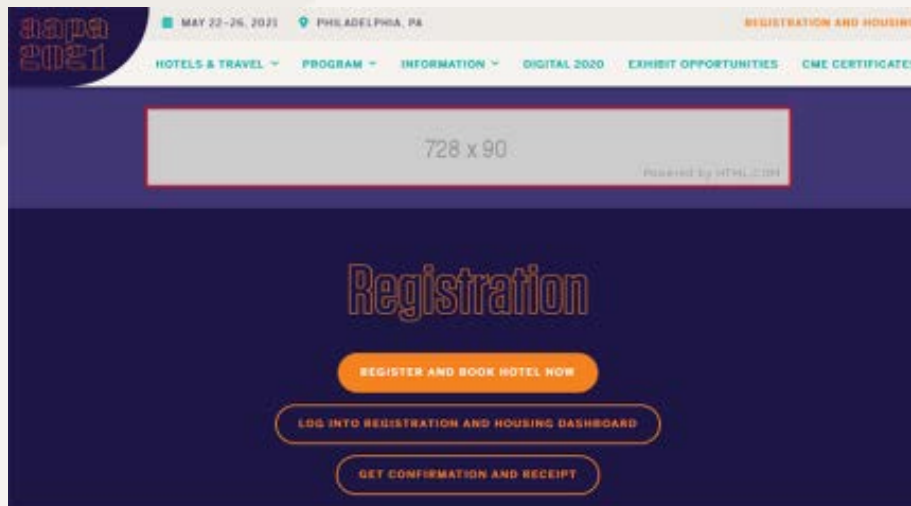 aapa
2021
MAY 22-26, 2021 PHILADELPHIA, PA REGISTRATION AND HOUSING
HOTELS & TRAVEL PROGRAM INFORMATION DIGITAL 2020 EXHIBIT OPPORTUNITIES CME CERTIFICATES
728 x 90
Powered by HTML.COM
Registration
REGISTER AND BOOK HOTEL NOW
LOG INTO REGISTRATION AND HOUSING DASHBOARD
GET CONFIRMATION AND RECEIPT